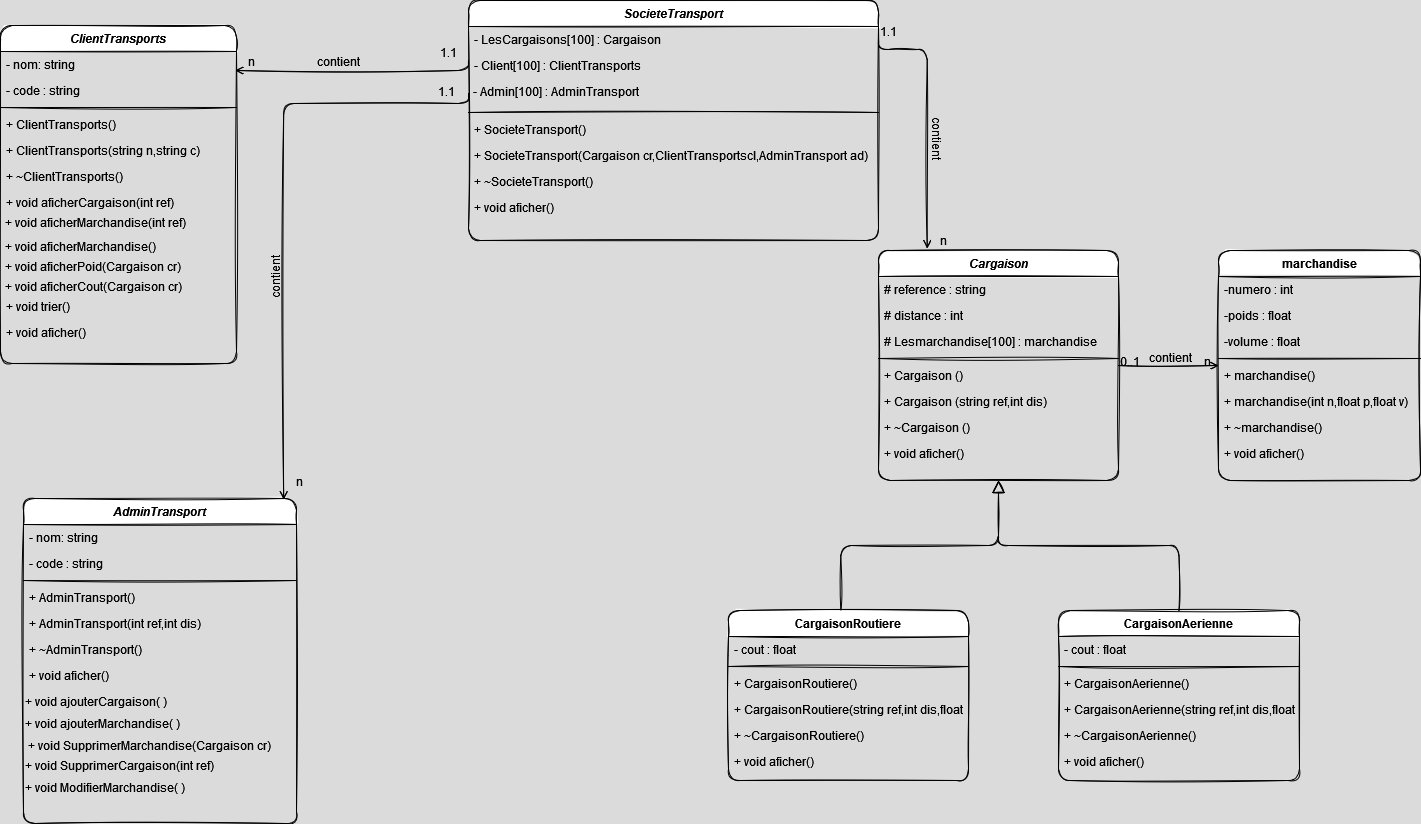 SocieteTransport
- LesCargaisons[100] : Cargaison
- Client[100] : ClientTransports
- Admin[100] : AdminTransport
+ SocieteTransport()
+ SocieteTransport(Cargaison cr,ClientTransportscl,AdminTransport ad)
+ ~SocieteTransport()
+ void aficher()
ClientTransports
- nom: string
- code : string
+ ClientTransports()
+ ClientTransports(string n,string c)
+ ~ClientTransports()
+ void aficherCargaison(int ref)
+ void aficherMarchandise(int ref)
+ void aficherMarchandise()
+ void aficherPoid(Cargaison cr)
+ void aficherCout(Cargaison cr)
+ void trier()
+ void aficher()
n
contient
1.1
1.1
contient
n
1.1
contient
n
Cargaison
# reference : string
# distance : int
# Lesmarchandise[100] : marchandise
+ Cargaison ()
+ Cargaison (string ref,int dis)
+ ~Cargaison ()
+ void aficher()
0..1
contient
n
marchandise
-numero : int
-poids : float
-volume : float
+ marchandise()
+ marchandise(int n,float p,float v)
+ ~marchandise()
+ void aficher()
AdminTransport
- nom: string
- code : string
+ AdminTransport()
+ AdminTransport(int ref,int dis)
+ ~AdminTransport()
+ void aficher()
+ void ajouterCargaison( )
+ void ajouterMarchandise( )
+ void SupprimerMarchandise(Cargaison cr)
+ void SupprimerCargaison(int ref)
+ void ModifierMarchandise( )
CargaisonRoutiere
- cout : float
+ CargaisonRoutiere()
+ CargaisonRoutiere(string ref,int dis,float
+ ~CargaisonRoutiere()
+ void aficher()
CargaisonAerienne
- cout : float
+ CargaisonAerienne()
+ CargaisonAerienne(string ref,int dis,float
+ ~CargaisonAerienne()
+ void aficher()